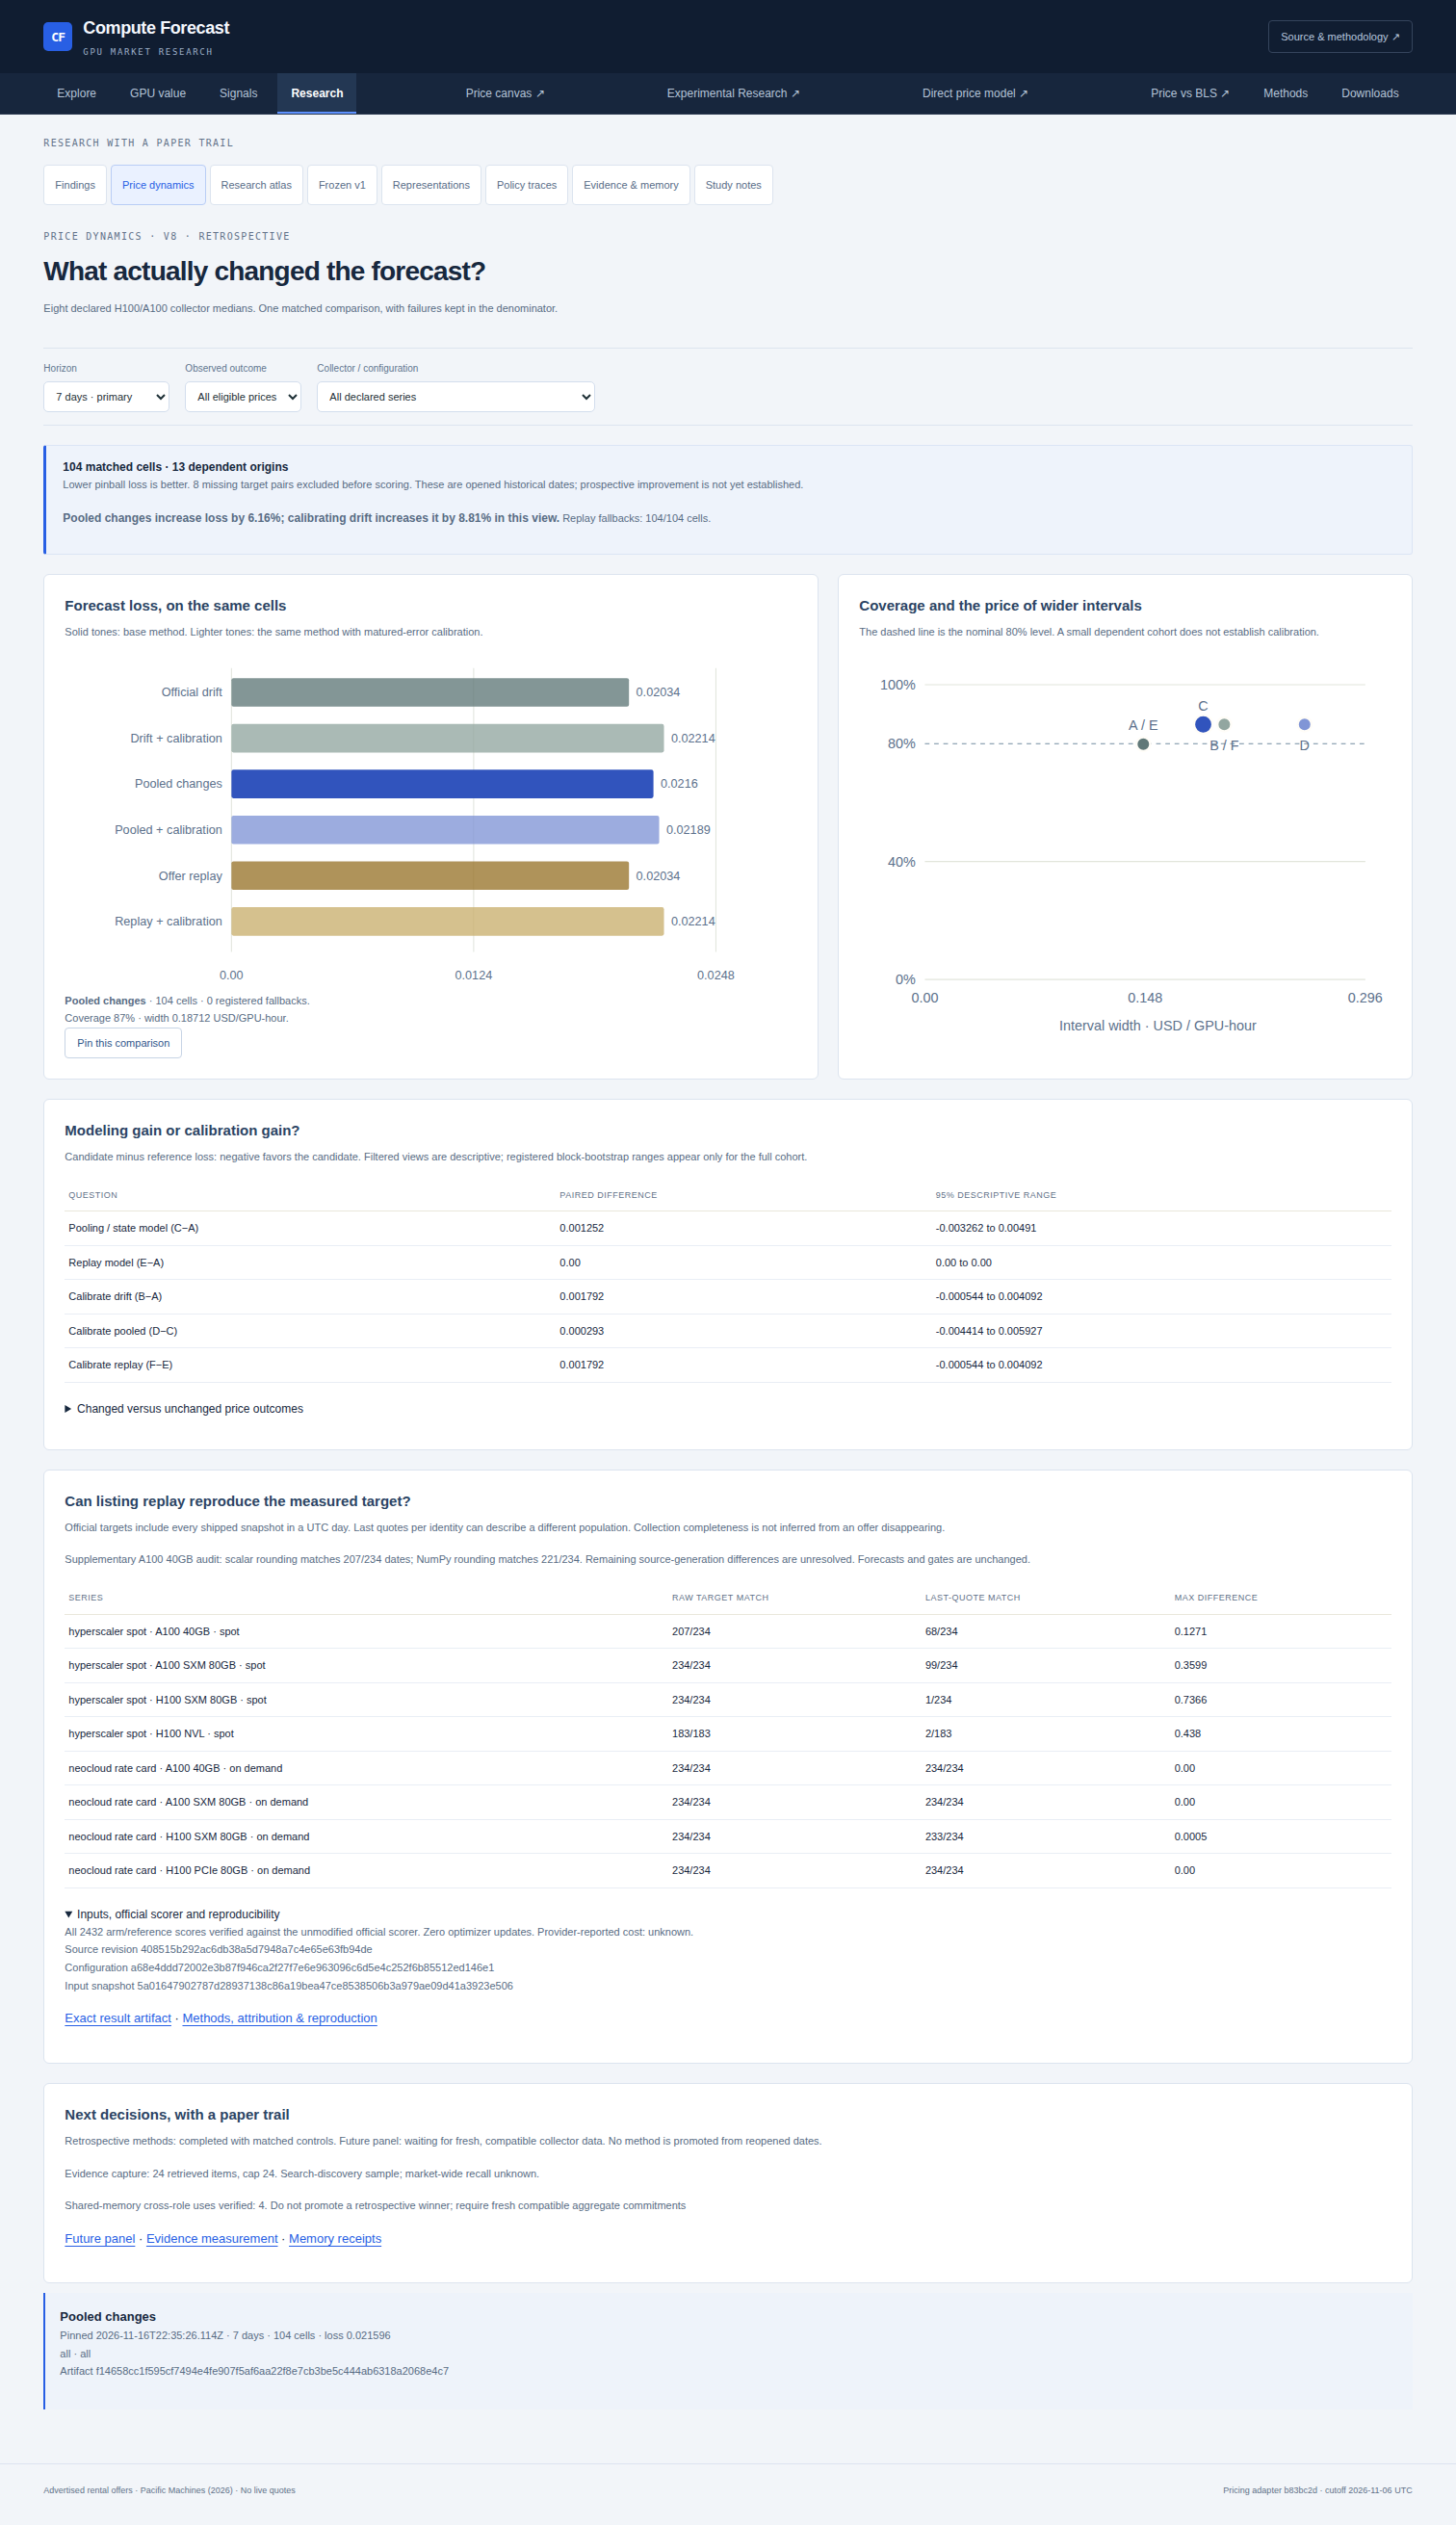 CF
Compute Forecast
GPU MARKET RESEARCH
Source & methodology ↗
Explore GPU value Signals Research Price canvas ↗ Experimental Research ↗ Direct price model ↗ Price vs BLS ↗ Methods Downloads
RESEARCH WITH A PAPER TRAIL
Findings Price dynamics Research atlas Frozen v1 Representations Policy traces Evidence & memory Study notes
PRICE DYNAMICS · V8 · RETROSPECTIVE
What actually changed the forecast?
Eight declared H100/A100 collector medians. One matched comparison, with failures kept in the denominator.
Horizon Observed outcome Collector / configuration
7 days · primary All eligible prices All declared series
104 matched cells · 13 dependent origins
Lower pinball loss is better. 8 missing target pairs excluded before scoring. These are opened historical dates; prospective improvement is not yet established.
Pooled changes increase loss by 6.16%; calibrating drift increases it by 8.81% in this view. Replay fallbacks: 104/104 cells.
Forecast loss, on the same cells
Solid tones: base method. Lighter tones: the same method with matured-error calibration.
Official drift 0.02034
Drift + calibration 0.02214
Pooled changes 0.0216
Pooled + calibration 0.02189
Offer replay 0.02034
Replay + calibration 0.02214
0.00 0.0124 0.0248
Pooled changes · 104 cells · 0 registered fallbacks.
Coverage 87% · width 0.18712 USD/GPU-hour.
Pin this comparison
Coverage and the price of wider intervals
The dashed line is the nominal 80% level. A small dependent cohort does not establish calibration.
100%
C
A / E
80%
B / F
D
40%
0%
0.00 0.148 0.296
Interval width · USD / GPU-hour
Modeling gain or calibration gain?
Candidate minus reference loss: negative favors the candidate. Filtered views are descriptive; registered block-bootstrap ranges appear only for the full cohort.
QUESTION PAIRED DIFFERENCE 95% DESCRIPTIVE RANGE
Pooling / state model (C−A) 0.001252 -0.003262 to 0.00491
Replay model (E−A) 0.00 0.00 to 0.00
Calibrate drift (B−A) 0.001792 -0.000544 to 0.004092
Calibrate pooled (D−C) 0.000293 -0.004414 to 0.005927
Calibrate replay (F−E) 0.001792 -0.000544 to 0.004092
▶ Changed versus unchanged price outcomes
Can listing replay reproduce the measured target?
Official targets include every shipped snapshot in a UTC day. Last quotes per identity can describe a different population. Collection completeness is not inferred from an offer disappearing.
Supplementary A100 40GB audit: scalar rounding matches 207/234 dates; NumPy rounding matches 221/234. Remaining source-generation differences are unresolved. Forecasts and gates are unchanged.
SERIES RAW TARGET MATCH LAST-QUOTE MATCH MAX DIFFERENCE
hyperscaler spot · A100 40GB · spot 207/234 68/234 0.1271
hyperscaler spot · A100 SXM 80GB · spot 234/234 99/234 0.3599
hyperscaler spot · H100 SXM 80GB · spot 234/234 1/234 0.7366
hyperscaler spot · H100 NVL · spot 183/183 2/183 0.438
neocloud rate card · A100 40GB · on demand 234/234 234/234 0.00
neocloud rate card · A100 SXM 80GB · on demand 234/234 234/234 0.00
neocloud rate card · H100 SXM 80GB · on demand 234/234 233/234 0.0005
neocloud rate card · H100 PCIe 80GB · on demand 234/234 234/234 0.00
▼ Inputs, official scorer and reproducibility
All 2432 arm/reference scores verified against the unmodified official scorer. Zero optimizer updates. Provider-reported cost: unknown.
Source revision 408515b292ac6db38a5d7948a7c4e65e63fb94de
Configuration a68e4ddd72002e3b87f946ca2f27f7e6e963096c6d5e4c252f6b85512ed146e1
Input snapshot 5a01647902787d28937138c86a19bea47ce8538506b3a979ae09d41a3923e506
Exact result artifact · Methods, attribution & reproduction
Next decisions, with a paper trail
Retrospective methods: completed with matched controls. Future panel: waiting for fresh, compatible collector data. No method is promoted from reopened dates.
Evidence capture: 24 retrieved items, cap 24. Search-discovery sample; market-wide recall unknown.
Shared-memory cross-role uses verified: 4. Do not promote a retrospective winner; require fresh compatible aggregate commitments
Future panel · Evidence measurement · Memory receipts
Pooled changes
Pinned 2026-11-16T22:35:26.114Z · 7 days · 104 cells · loss 0.021596
all · all
Artifact f14658cc1f595cf7494e4fe907f5af6aa22f8e7cb3be5c444ab6318a2068e4c7
Advertised rental offers · Pacific Machines (2026) · No live quotes
Pricing adapter b83bc2d · cutoff 2026-11-06 UTC